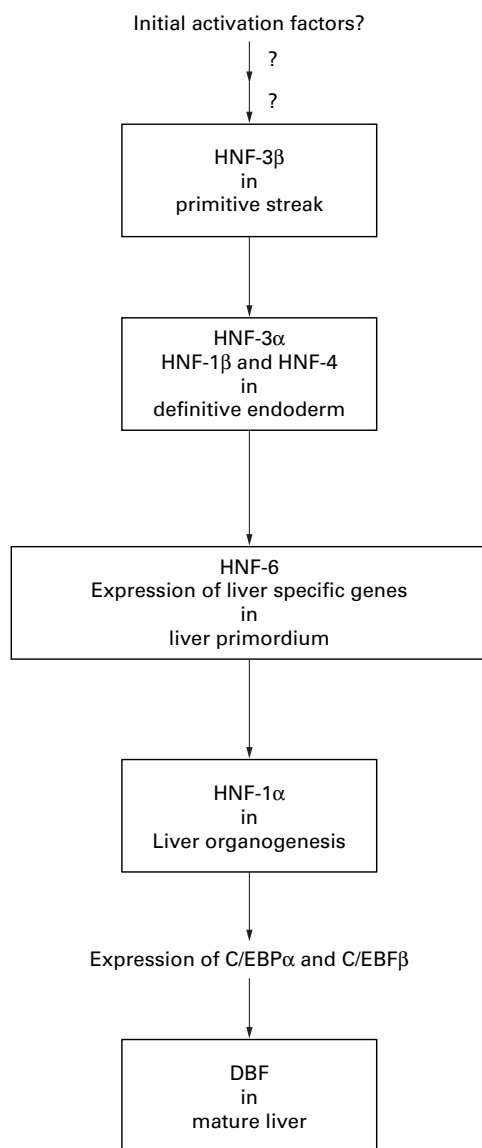 Initial activation factors?
?
?
HNF-3β
in
primitive streak
HNF-3α
HNF-1β and HNF-4
in
definitive endoderm
HNF-6
Expression of liver specific genes
in
liver primordium
HNF-1α
in
Liver organogenesis
Expression of C/EBPα and C/EBFβ
DBF
in
mature liver